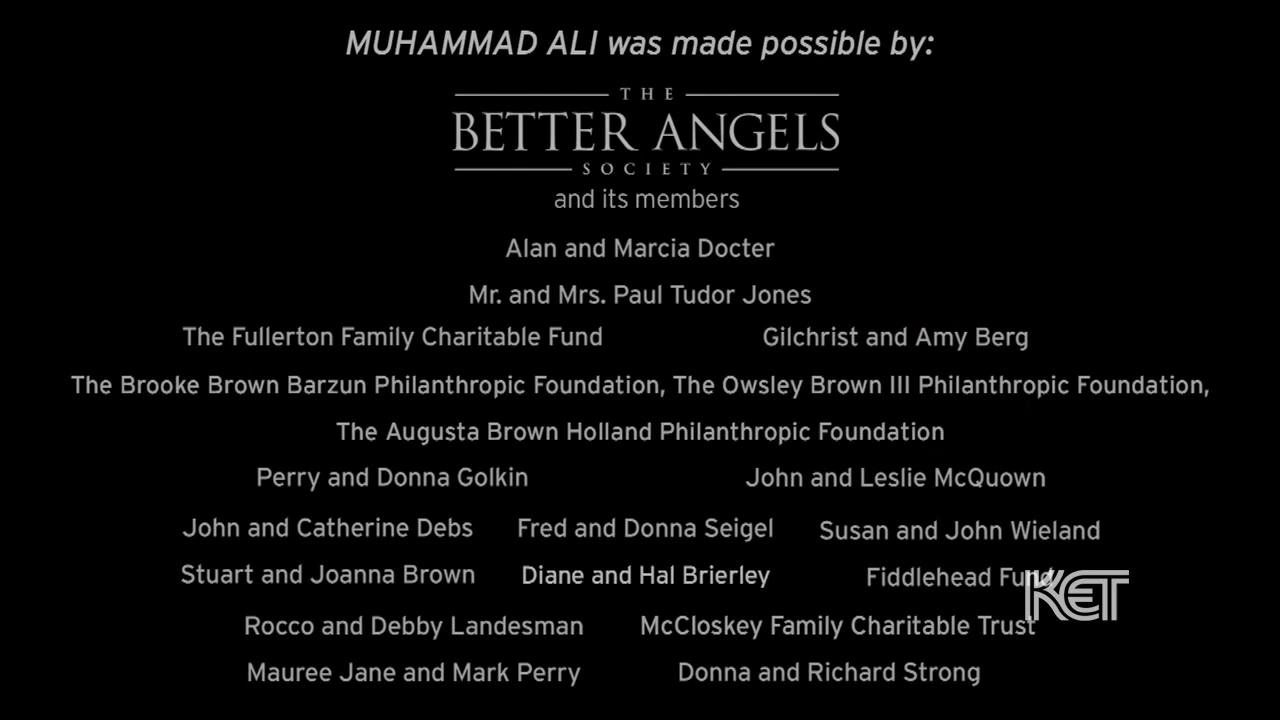 MUHAMMAD ALI was made possible by:
THE
BETTER ANGELS
SOCIETY
and its members
Alan and Marcia Docter
Mr. and Mrs. Paul Tudor Jones
The Fullerton Family Charitable Fund Gilchrist and Amy Berg
The Brooke Brown Barzun Philanthropic Foundation, The Owsley Brown III Philanthropic Foundation,
The Augusta Brown Holland Philanthropic Foundation
Perry and Donna Golkin John and Leslie McQuown
John and Catherine Debs Fred and Donna Seigel Susan and John Wieland
Stuart and Joanna Brown Diane and Hal Brierley Fiddlehead Fund
KET
Rocco and Debby Landesman McCloskey Family Charitable Trust
Mauree Jane and Mark Perry Donna and Richard Strong